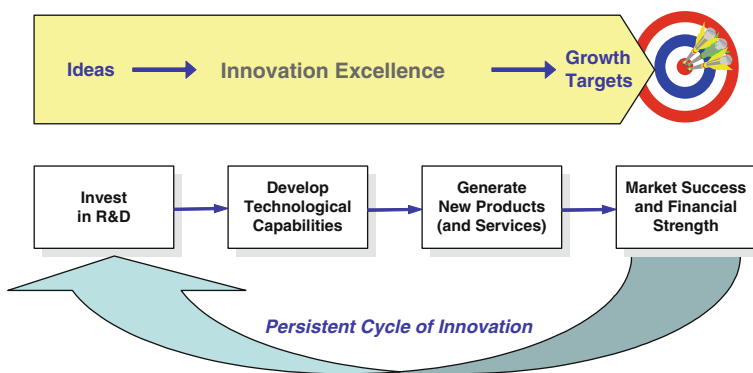 Ideas
Innovation Excellence
Growth
Targets
Invest
in R&D
Develop
Technological
Capabilities
Generate
New Products
(and Services)
Market Success
and Financial
Strength
Persistent Cycle of Innovation